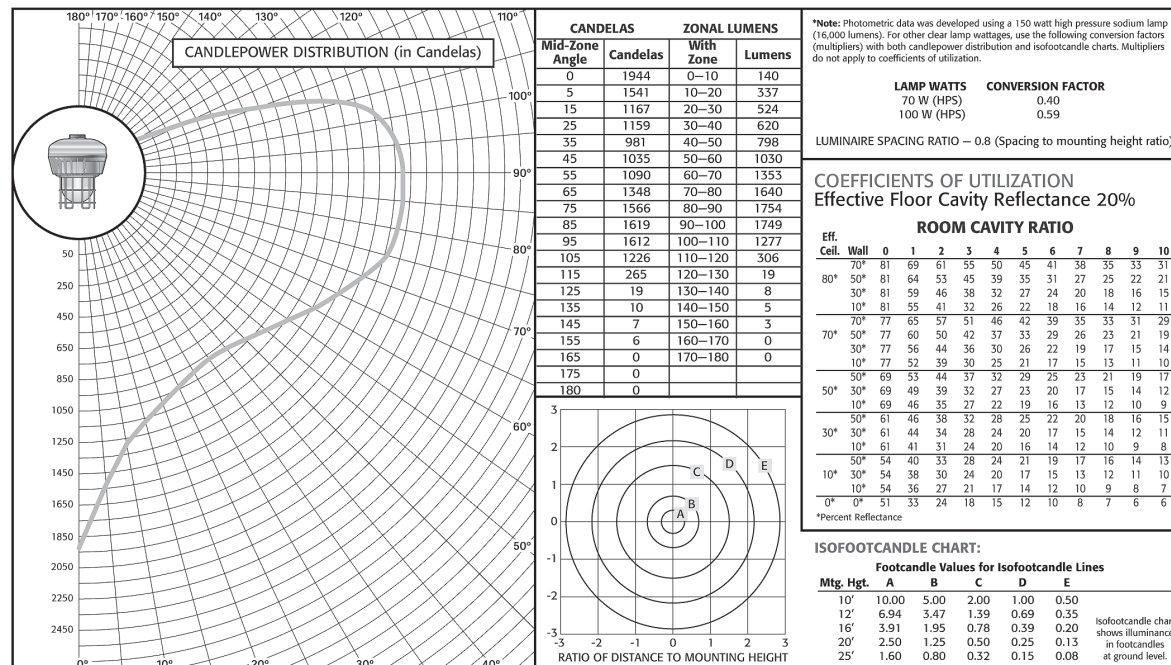 180° 170° 160° 150° 140° 130° 120° 110°
CANDLEPOWER DISTRIBUTION (in Candelas)
100°
90°
80°
70°
60°
50°
50
250
450
650
850
1050
1250
1450
1650
1850
2050
2250
2450
0° 10° 20° 30° 40°
CANDELAS ZONAL LUMENS
Mid-Zone Angle Candelas With Zone Lumens
0 1944 0–10 140
5 1541 10–20 337
15 1167 20–30 524
25 1159 30–40 620
35 981 40–50 798
45 1035 50–60 1030
55 1090 60–70 1353
65 1348 70–80 1640
75 1566 80–90 1754
85 1619 90–100 1749
95 1612 100–110 1277
105 1226 110–120 306
115 265 120–130 19
125 19 130–140 8
135 10 140–150 5
145 7 150–160 3
155 6 160–170 0
165 0 170–180 0
175 0
180 0
3
2
1
0
-1
-2
-3
A
B
C
D
E
-3 -2 -1 0 1 2 3
RATIO OF DISTANCE TO MOUNTING HEIGHT
*Note: Photometric data was developed using a 150 watt high pressure sodium lamp
(16,000 lumens). For other clear lamp wattages, use the following conversion factors
(multipliers) with both candlepower distribution and isofootcandle charts. Multipliers
do not apply to coefficients of utilization.
LAMP WATTS CONVERSION FACTOR
70 W (HPS) 0.40
100 W (HPS) 0.59
LUMINAIRE SPACING RATIO – 0.8 (Spacing to mounting height ratio)
COEFFICIENTS OF UTILIZATION
Effective Floor Cavity Reflectance 20%
ROOM CAVITY RATIO
Eff.
Ceil. Wall 0 1 2 3 4 5 6 7 8 9 10
70* 81 69 61 55 50 45 41 38 35 33 31
80* 50* 81 64 53 45 39 35 31 27 25 22 21
30* 81 59 46 38 32 27 24 20 18 16 15
10* 81 55 41 32 26 22 18 16 14 12 11
70* 77 65 57 51 46 42 39 35 33 31 29
70* 50* 77 60 50 42 37 33 29 26 23 21 19
30* 77 56 44 36 30 26 22 19 17 15 14
10* 77 52 39 30 25 21 17 15 13 11 10
50* 69 53 44 37 32 29 25 23 21 19 17
50* 30* 69 49 39 32 27 23 20 17 15 14 12
10* 69 46 35 27 22 19 16 13 12 10 9
50* 61 46 38 32 28 25 22 20 18 16 15
30* 30* 61 44 34 28 24 20 17 15 14 12 11
10* 61 41 31 24 20 16 14 12 10 9 8
50* 54 40 33 28 24 21 19 17 16 14 13
10* 30* 54 38 30 24 20 17 15 13 12 11 10
10* 54 36 27 21 17 14 12 10 9 8 7
0* 0* 51 33 24 18 15 12 10 8 7 6 6
*Percent Reflectance
ISOFOOTCANDLE CHART:
Footcandle Values for Isofootcandle Lines
Mtg. Hgt. A B C D E
10′ 10.00 5.00 2.00 1.00 0.50
12′ 6.94 3.47 1.39 0.69 0.35
16′ 3.91 1.95 0.78 0.39 0.20
20′ 2.50 1.25 0.50 0.25 0.13
25′ 1.60 0.80 0.32 0.15 0.08
Isofootcandle char
shows illuminance
in footcandles
at ground level.